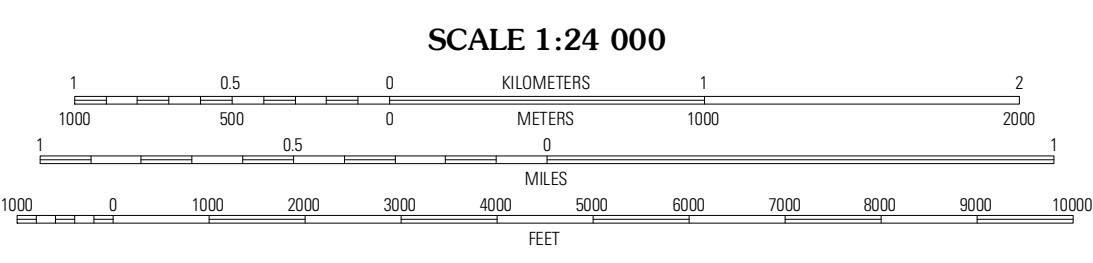 SCALE 1:24 000
1 0.5 0 KILOMETERS 1 2
1000 500 0 METERS 1000 2000
1 0.5 0 1
MILES
1000 0 1000 2000 3000 4000 5000 6000 7000 8000 9000 10000
FEET